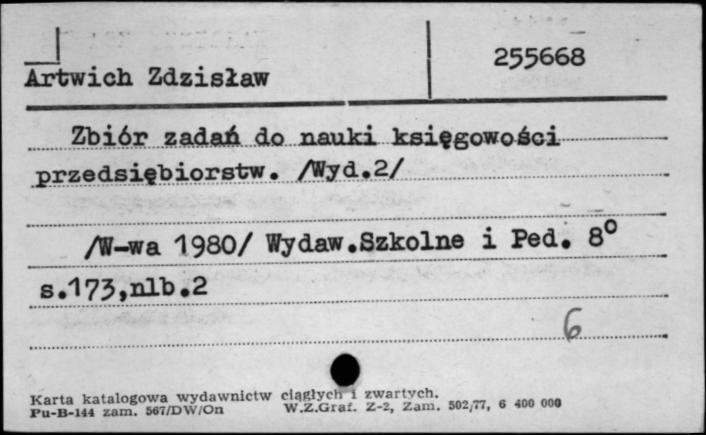 255668
Artwich Zdzisław
Zbiór zadań do nauki księgowości
przedsiębiorstw. /Wyd.2/
/W-wa 1980/ Wydaw.Szkolne i Ped. 8°
s.173,nlb.2
6
Karta katalogowa wydawnictw ciągłych i zwartych.
Pu-B-144 zam. 567/DW/On W.Z.Graf. Z-2, Zam. 502/77, 6 400 000